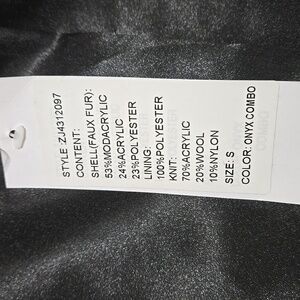 STYLE:ZJ4312097
CONTENT:
SHELL(FAUX FUR):
53%MODACRYLIC
24%ACRYLIC
23%POLYESTER
LINING:
100%POLYESTER
KNIT:
70%ACRYLIC
20%WOOL
10%NYLON
SIZE: S
COLOR:ONYX COMBO